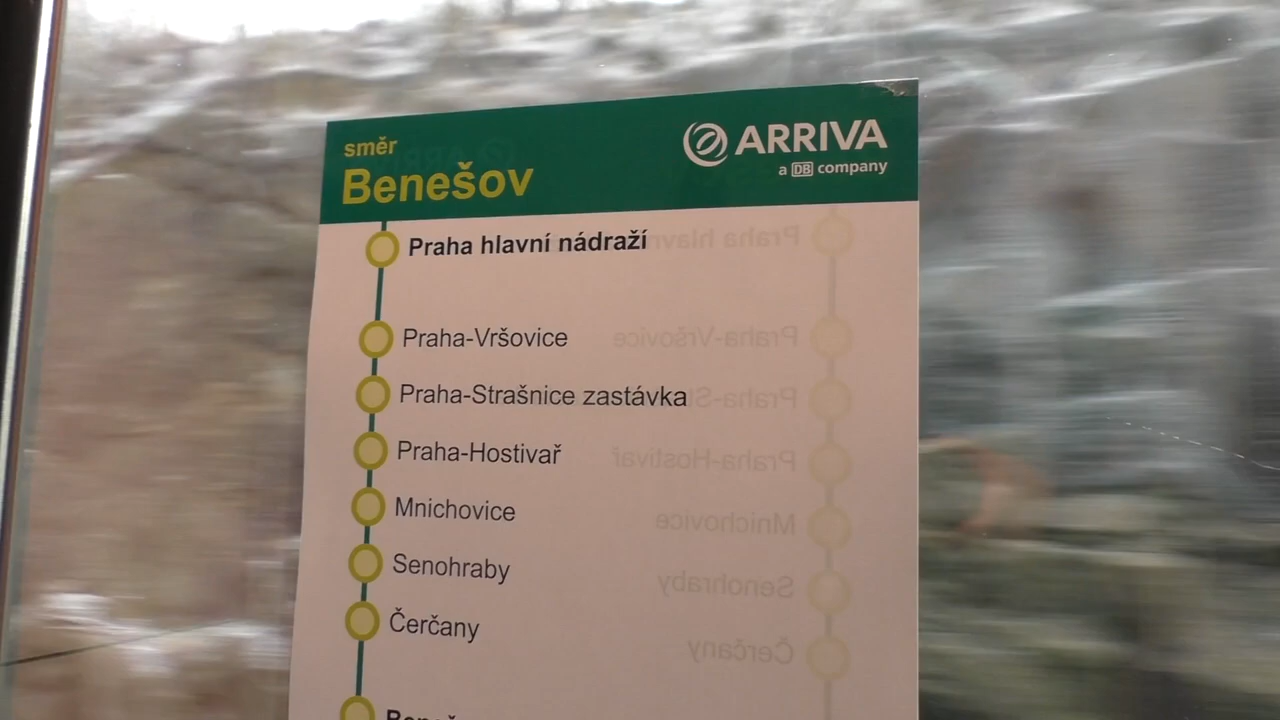 směr
Benešov
ARRIVA
a DB company
Praha hlavní nádraží
Praha-Vršovice
Praha-Strašnice zastávka
Praha-Hostivař
Mnichovice
Senohraby
Čerčany